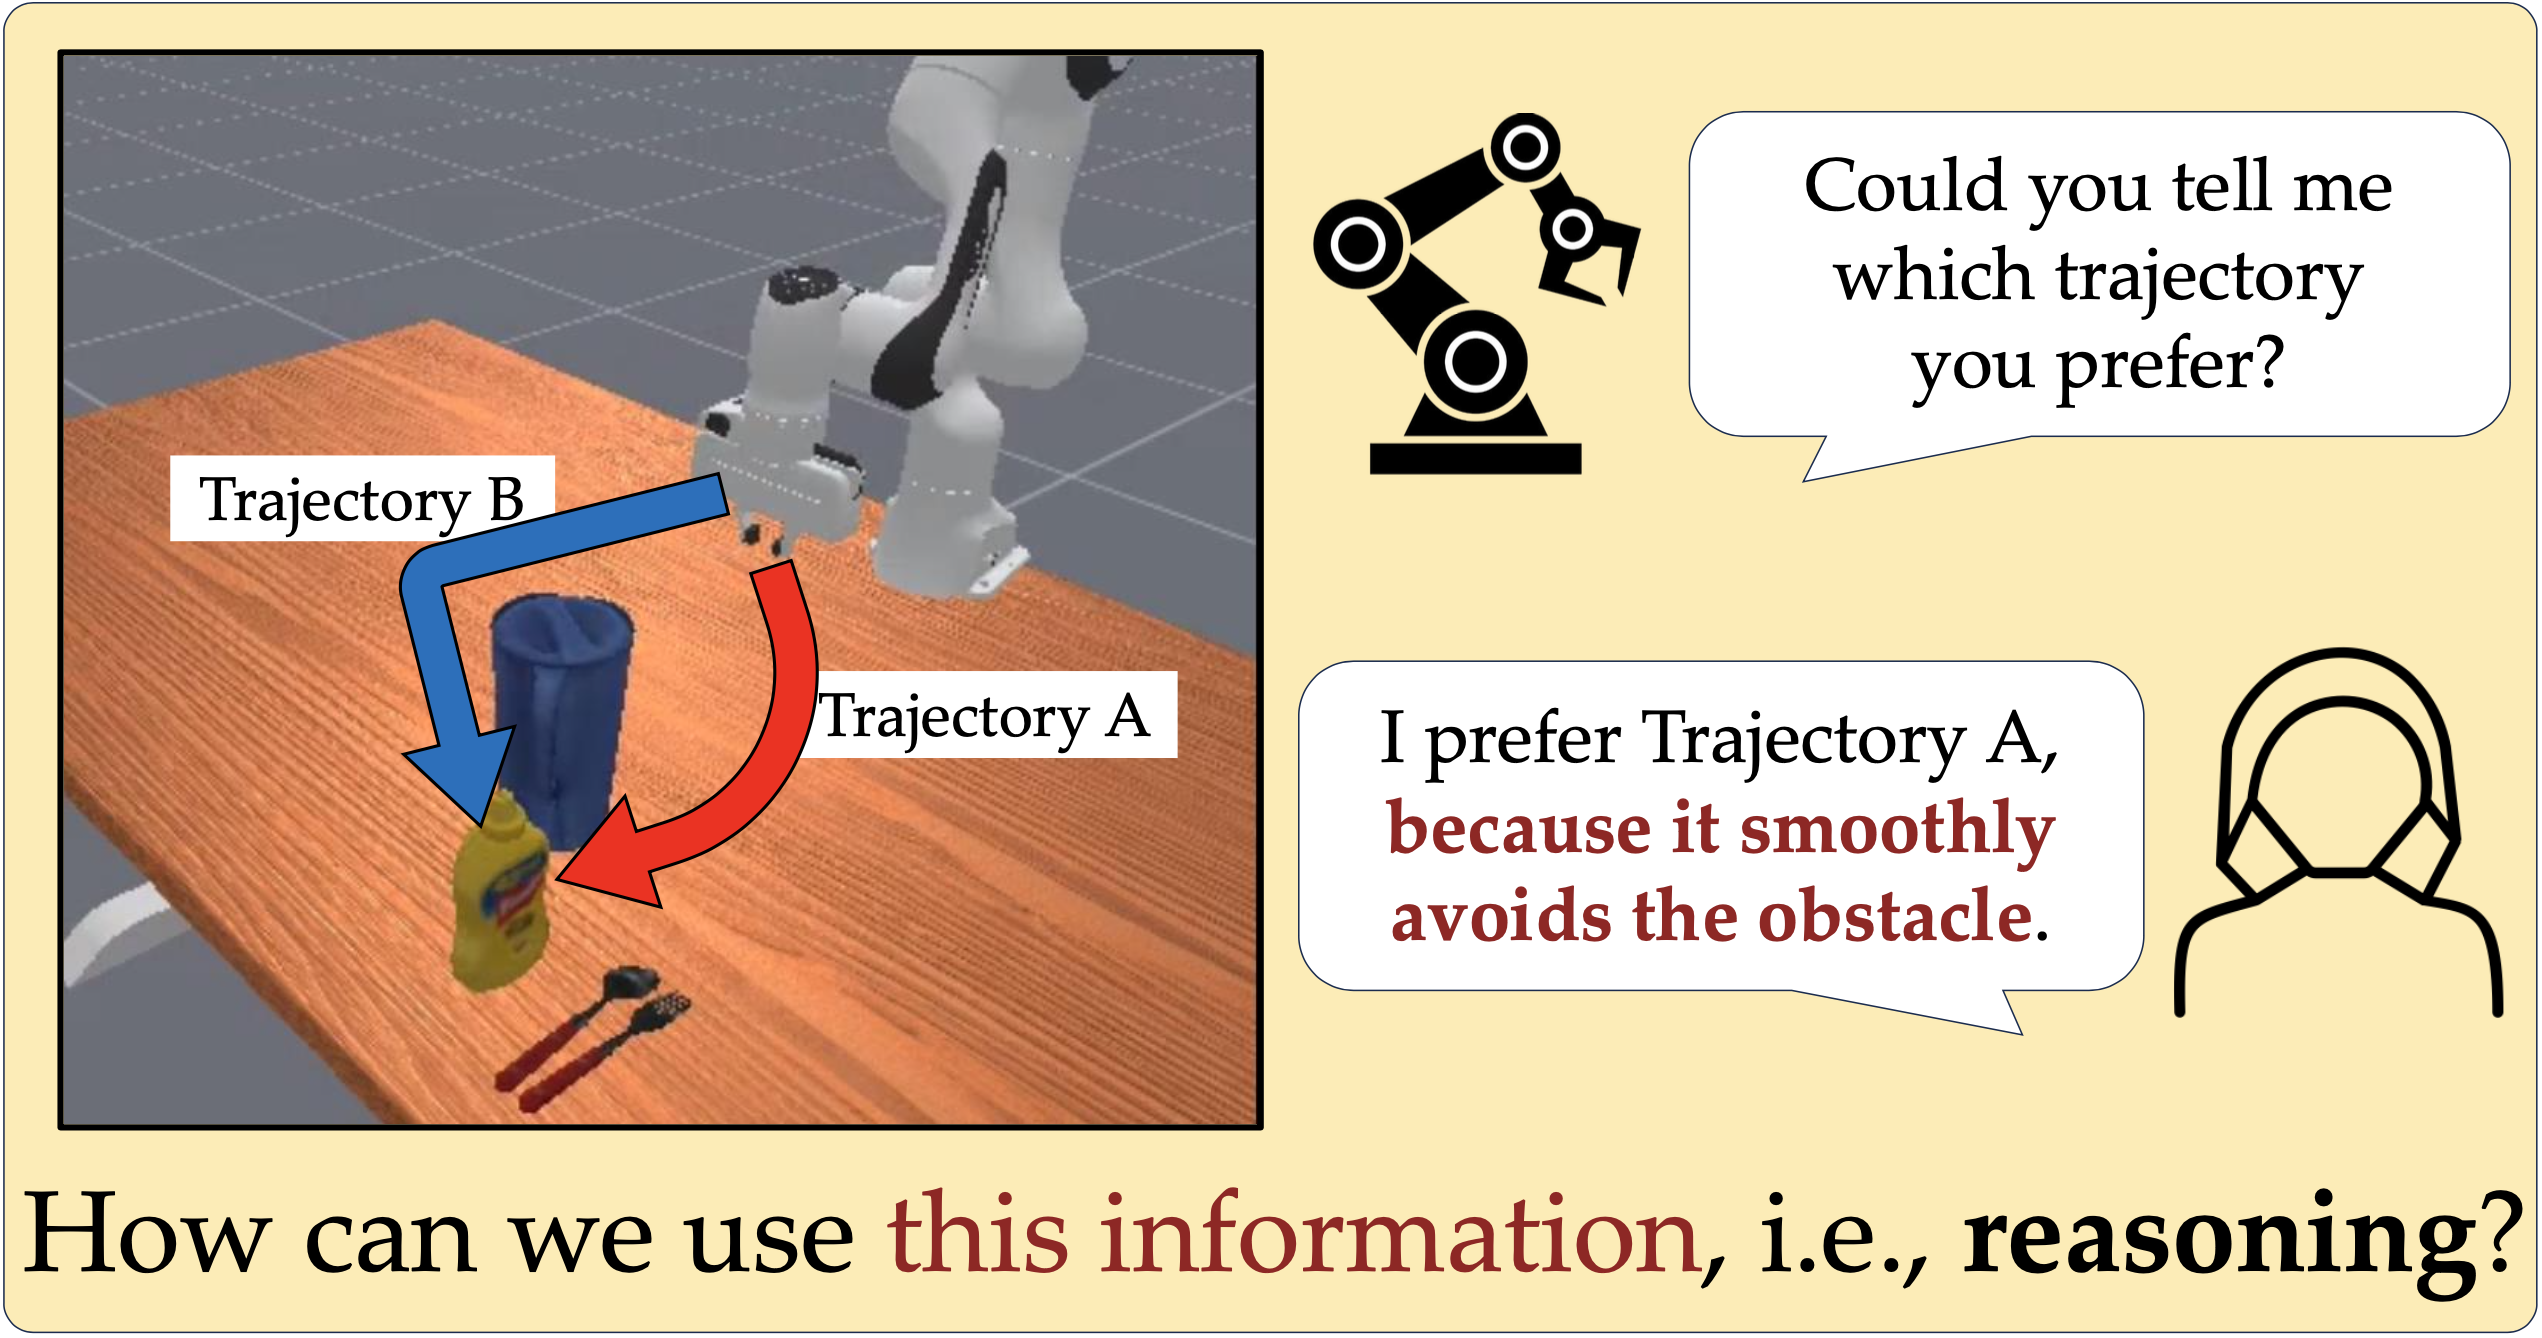 Trajectory B
Trajectory A
Could you tell me
which trajectory
you prefer?
I prefer Trajectory A,
because it smoothly
avoids the obstacle.
How can we use this information, i.e., reasoning?